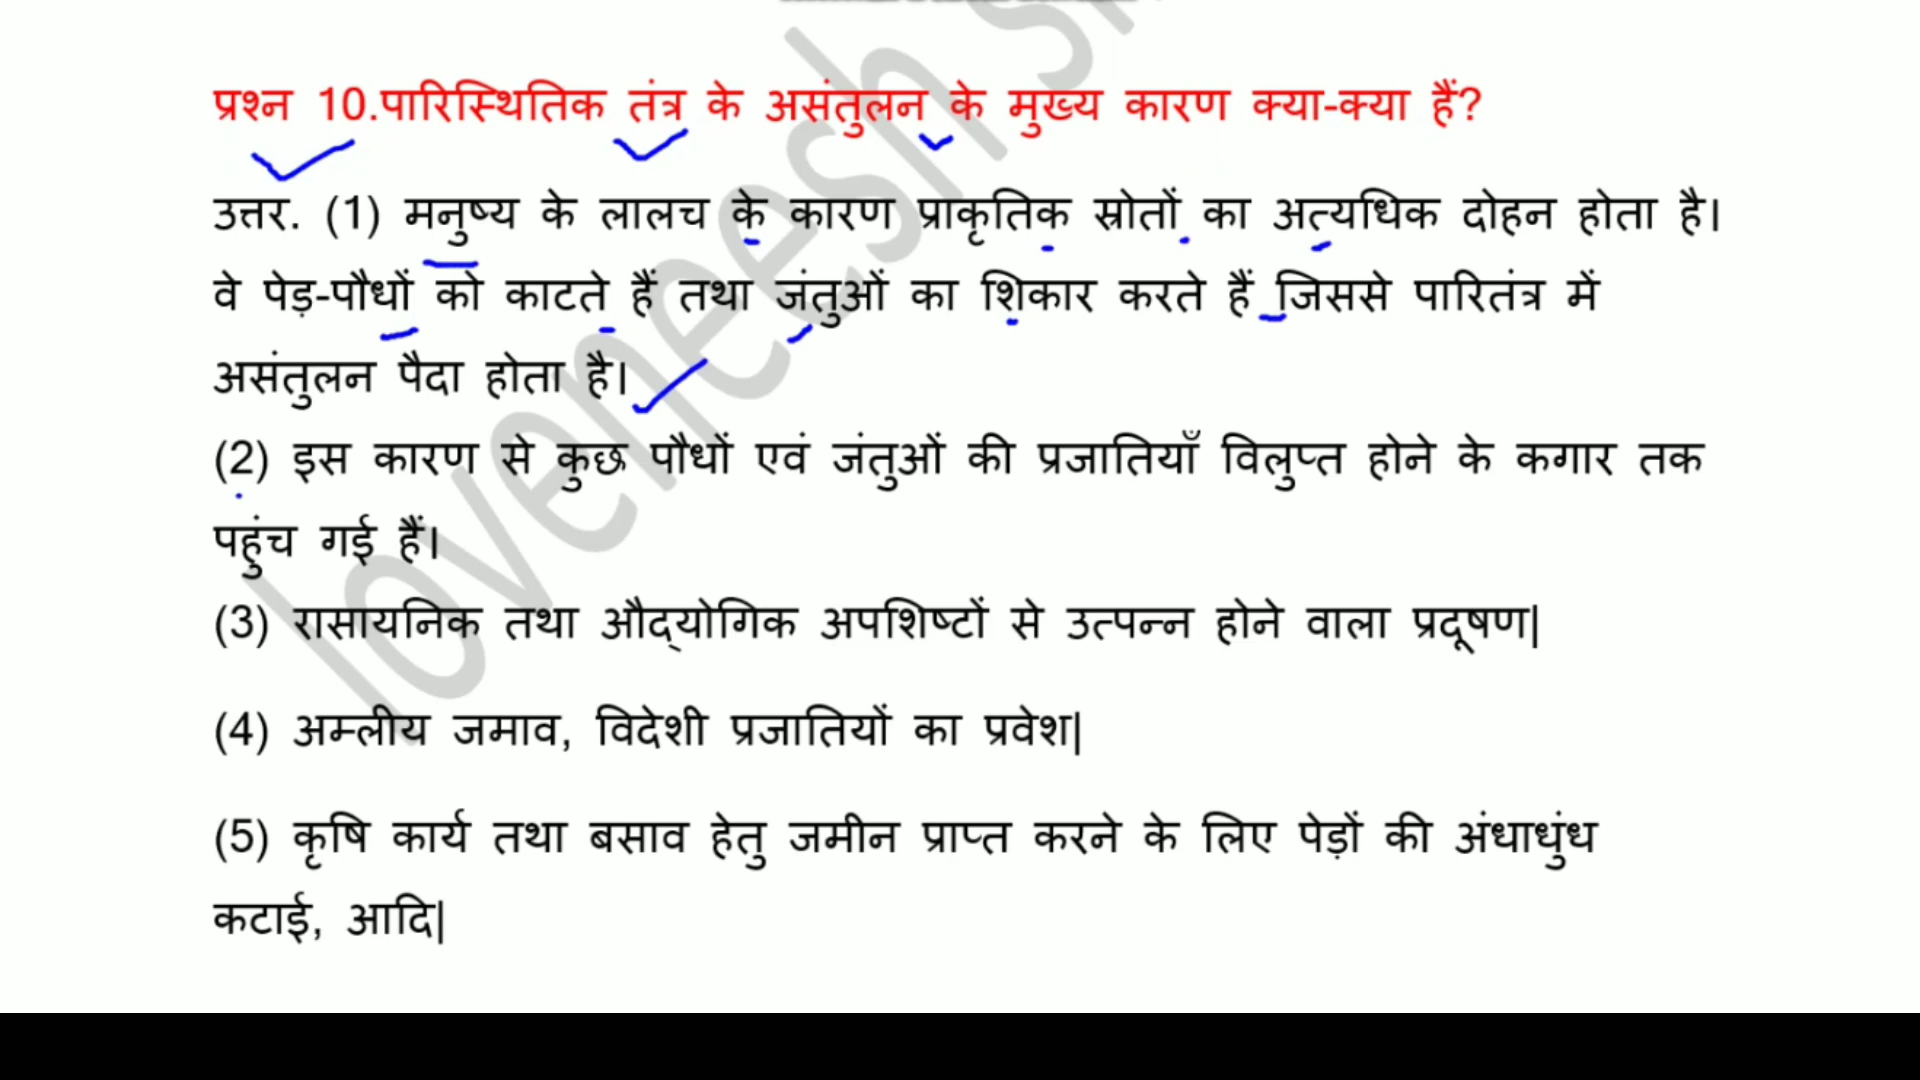 प्रश्न 10.पारिस्थितिक तंत्र के असंतुलन के मुख्य कारण क्या-क्या हैं?
उत्तर. (1) मनुष्य के लालच के कारण प्राकृतिक स्रोतों का अत्यधिक दोहन होता है।
वे पेड़-पौधों को काटते हैं तथा जंतुओं का शिकार करते हैं जिससे पारितंत्र में
असंतुलन पैदा होता है।
(2) इस कारण से कुछ पौधों एवं जंतुओं की प्रजातियाँ विलुप्त होने के कगार तक
पहुंच गई हैं।
(3) रासायनिक तथा औद्‌योगिक अपशिष्टों से उत्पन्न होने वाला प्रदूषण|
(4) अम्लीय जमाव, विदेशी प्रजातियों का प्रवेश|
(5) कृषि कार्य तथा बसाव हेतु जमीन प्राप्त करने के लिए पेड़ों की अंधाधुंध
कटाई, आदि|
loveneesh